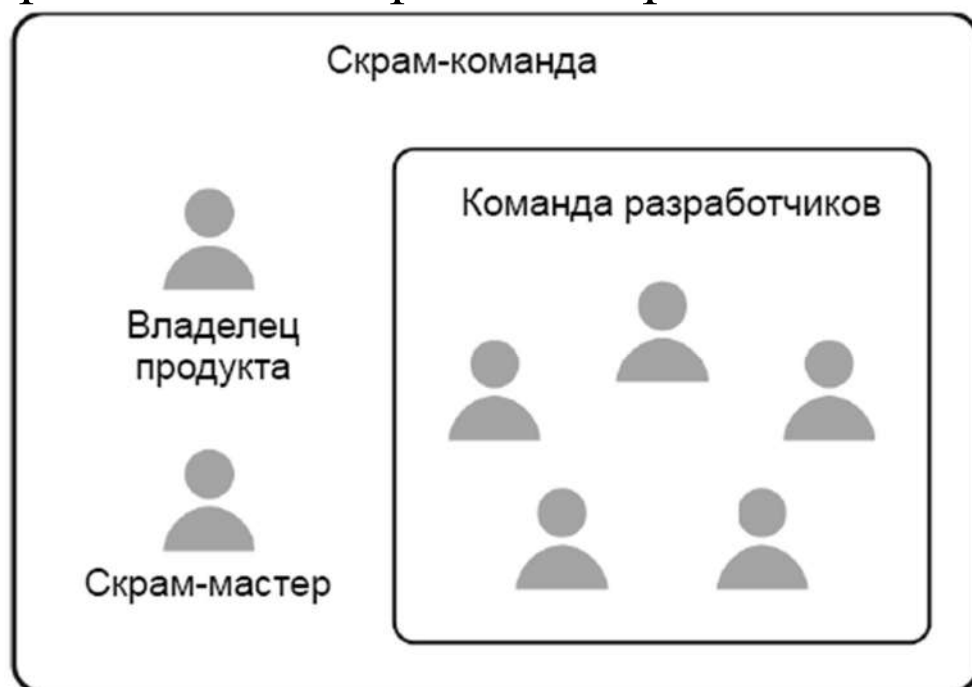 Скрам-команда
Команда разработчиков
Владелец
продукта
Скрам-мастер